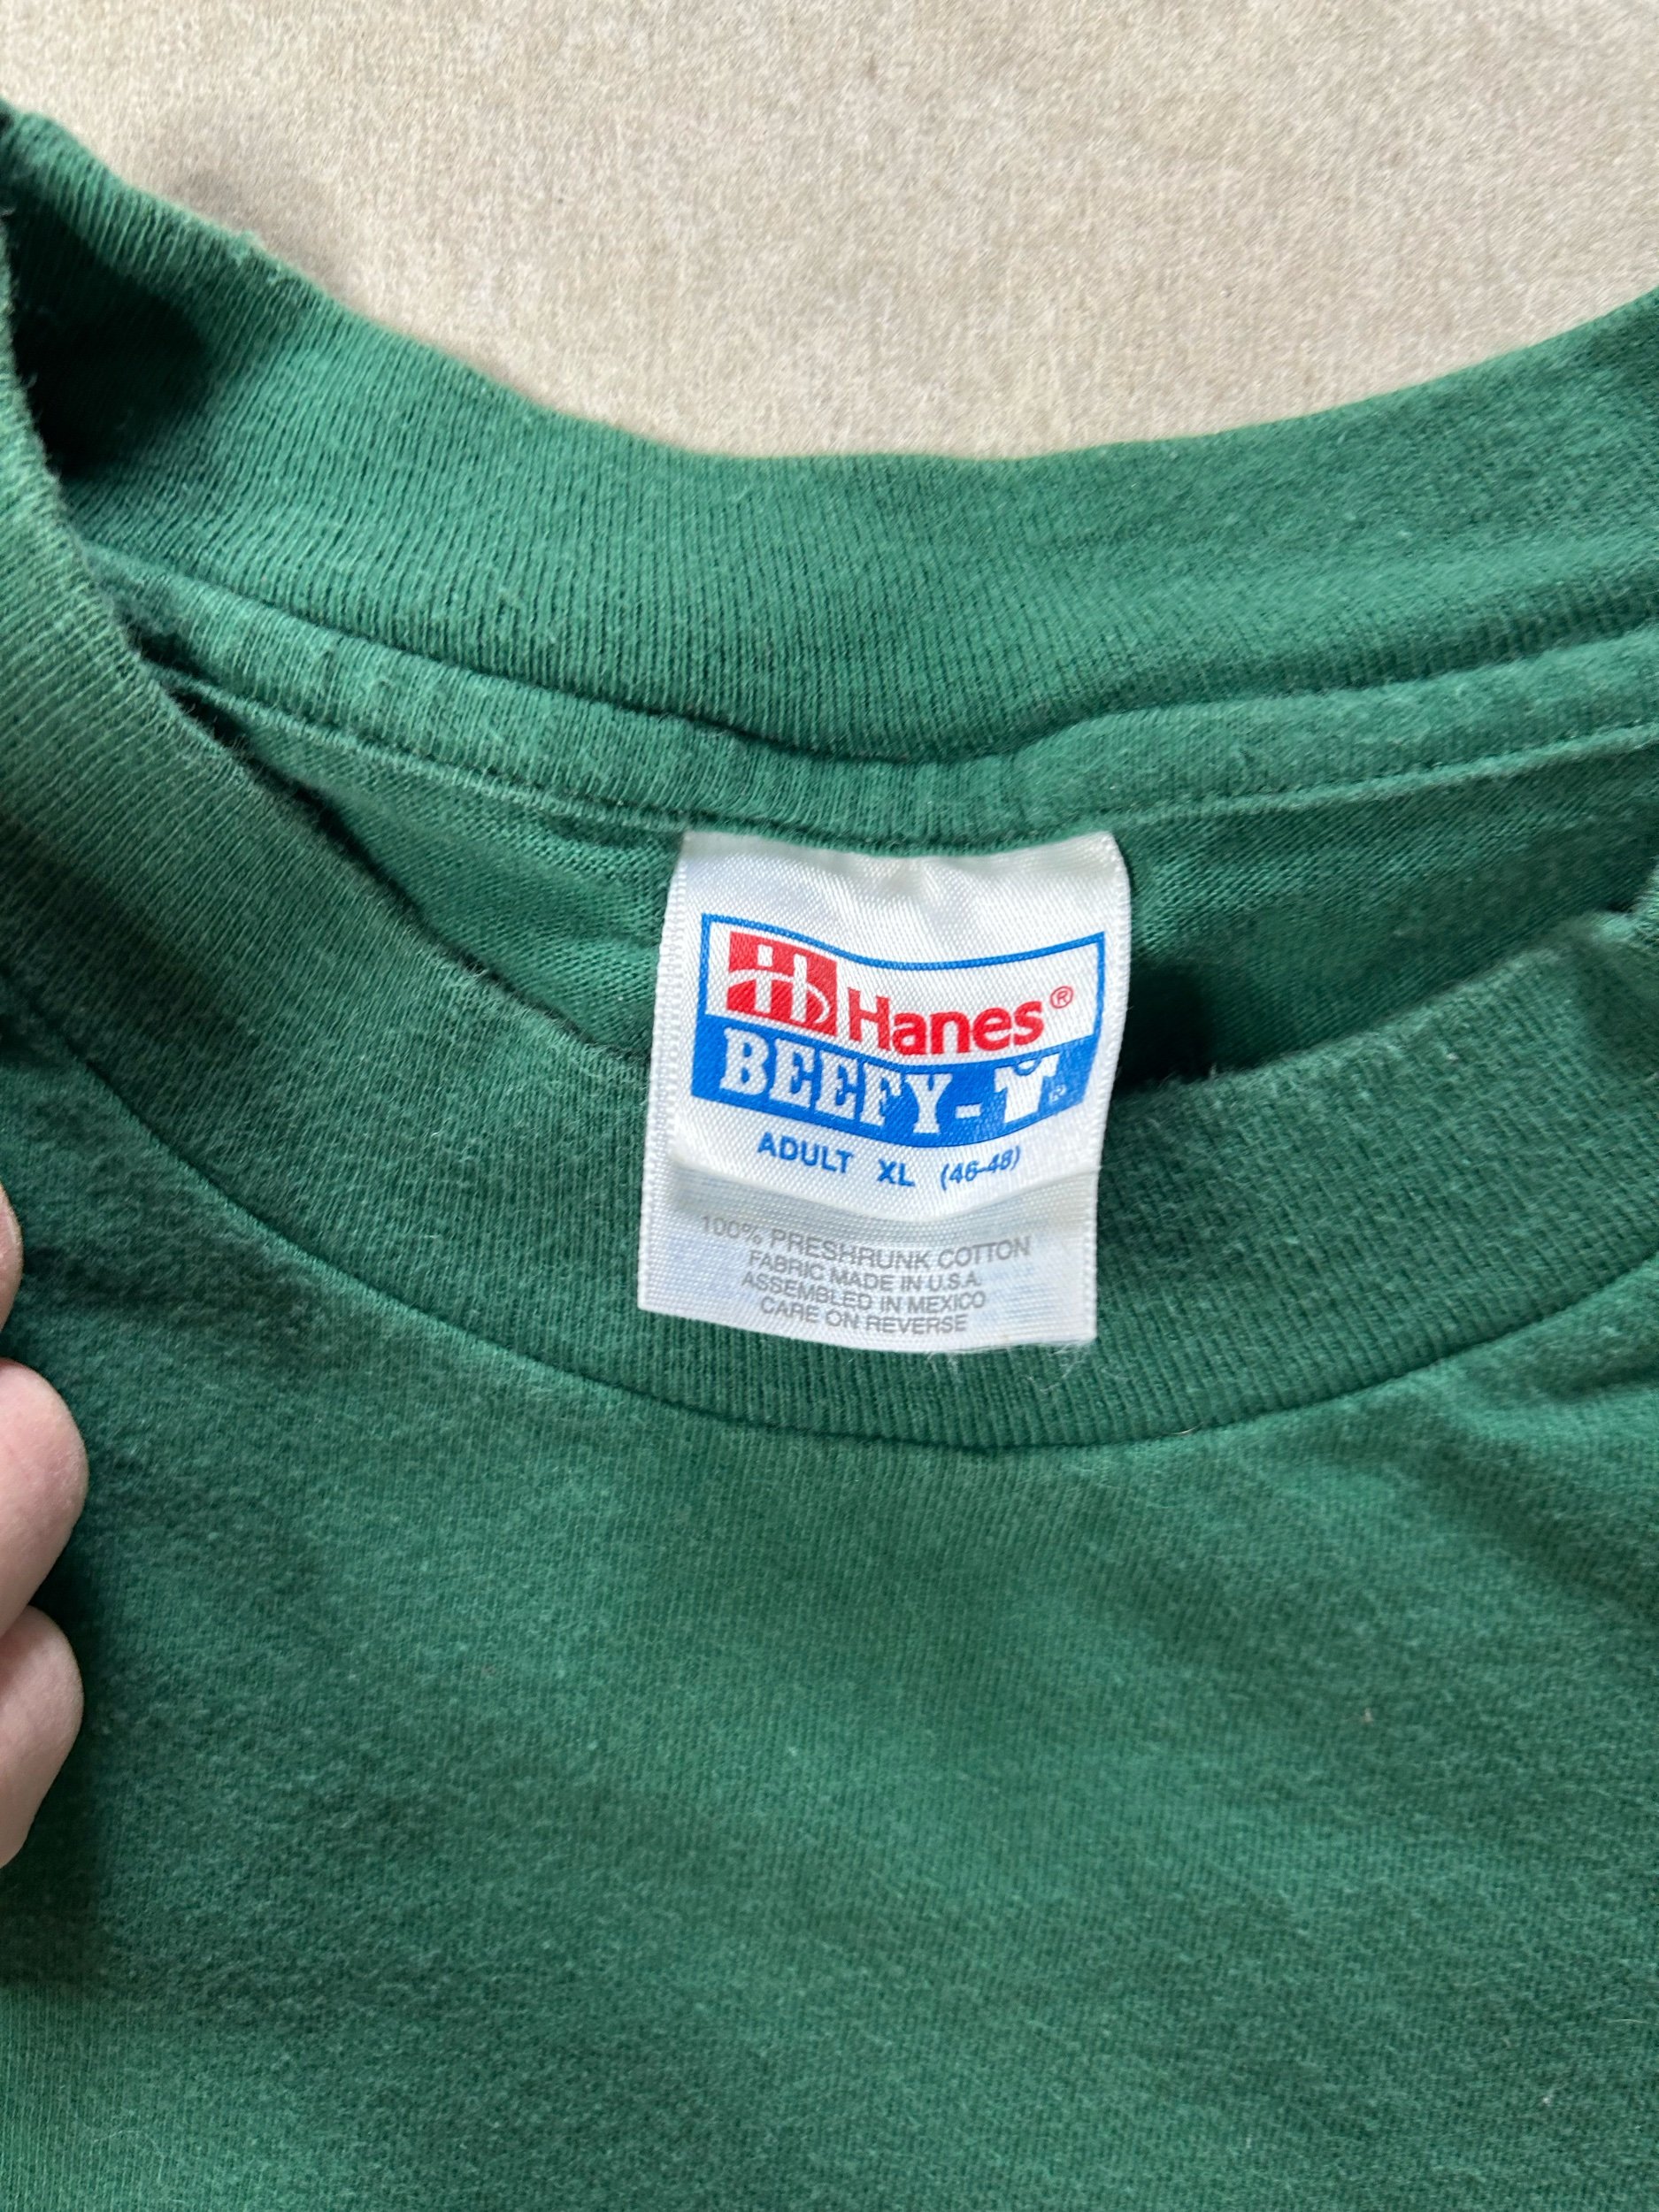 Hanes®
BEEFY-T
ADULT XL (46-48)
100% PRESHRUNK COTTON
FABRIC MADE IN U.S.A.
ASSEMBLED IN MEXICO
CARE ON REVERSE